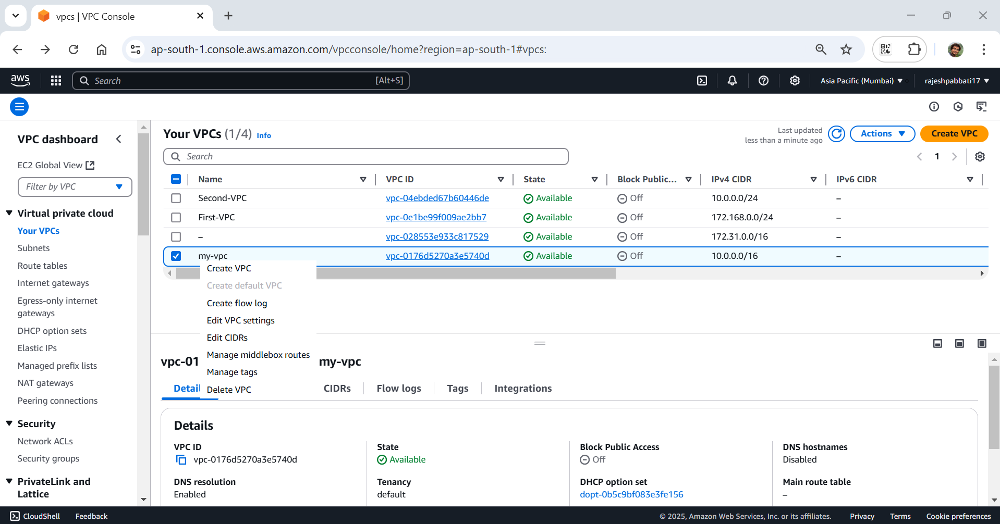 vpcs | VPC Console
ap-south-1.console.aws.amazon.com/vpcconsole/home?region=ap-south-1#vpcs:
aws
Search [Alt+S]
Asia Pacific (Mumbai)
rajeshpabbati17
VPC dashboard
EC2 Global View
Filter by VPC
Virtual private cloud
Your VPCs
Subnets
Route tables
Internet gateways
Egress-only internet
gateways
DHCP option sets
Elastic IPs
Managed prefix lists
NAT gateways
Peering connections
Security
Network ACLs
Security groups
PrivateLink and
Lattice
Your VPCs (1/4) Info
Last updated
less than a minute ago
Actions
Create VPC
Search
1
Name VPC ID State Block Public... IPv4 CIDR IPv6 CIDR
Second-VPC vpc-04ebded67b60446de Available Off 10.0.0.0/24 –
First-VPC vpc-0e1be99f009ae2bb7 Available Off 172.168.0.0/24 –
– vpc-028553e933c817529 Available Off 172.31.0.0/16 –
my-vpc vpc-0176d5270a3e5740d Available Off 10.0.0.0/16 –
Create VPC
Create default VPC
Create flow log
Edit VPC settings
Edit CIDRs
Manage middlebox routes
Manage tags
Delete VPC
vpc-01 my-vpc
Detail CIDRs Flow logs Tags Integrations
Details
VPC ID
vpc-0176d5270a3e5740d
State
Available
Block Public Access
Off
DNS hostnames
Disabled
DNS resolution
Enabled
Tenancy
default
DHCP option set
dopt-0b5c9bf083e3fe156
Main route table
–
CloudShell Feedback
© 2025, Amazon Web Services, Inc. or its affiliates. Privacy Terms Cookie preferences